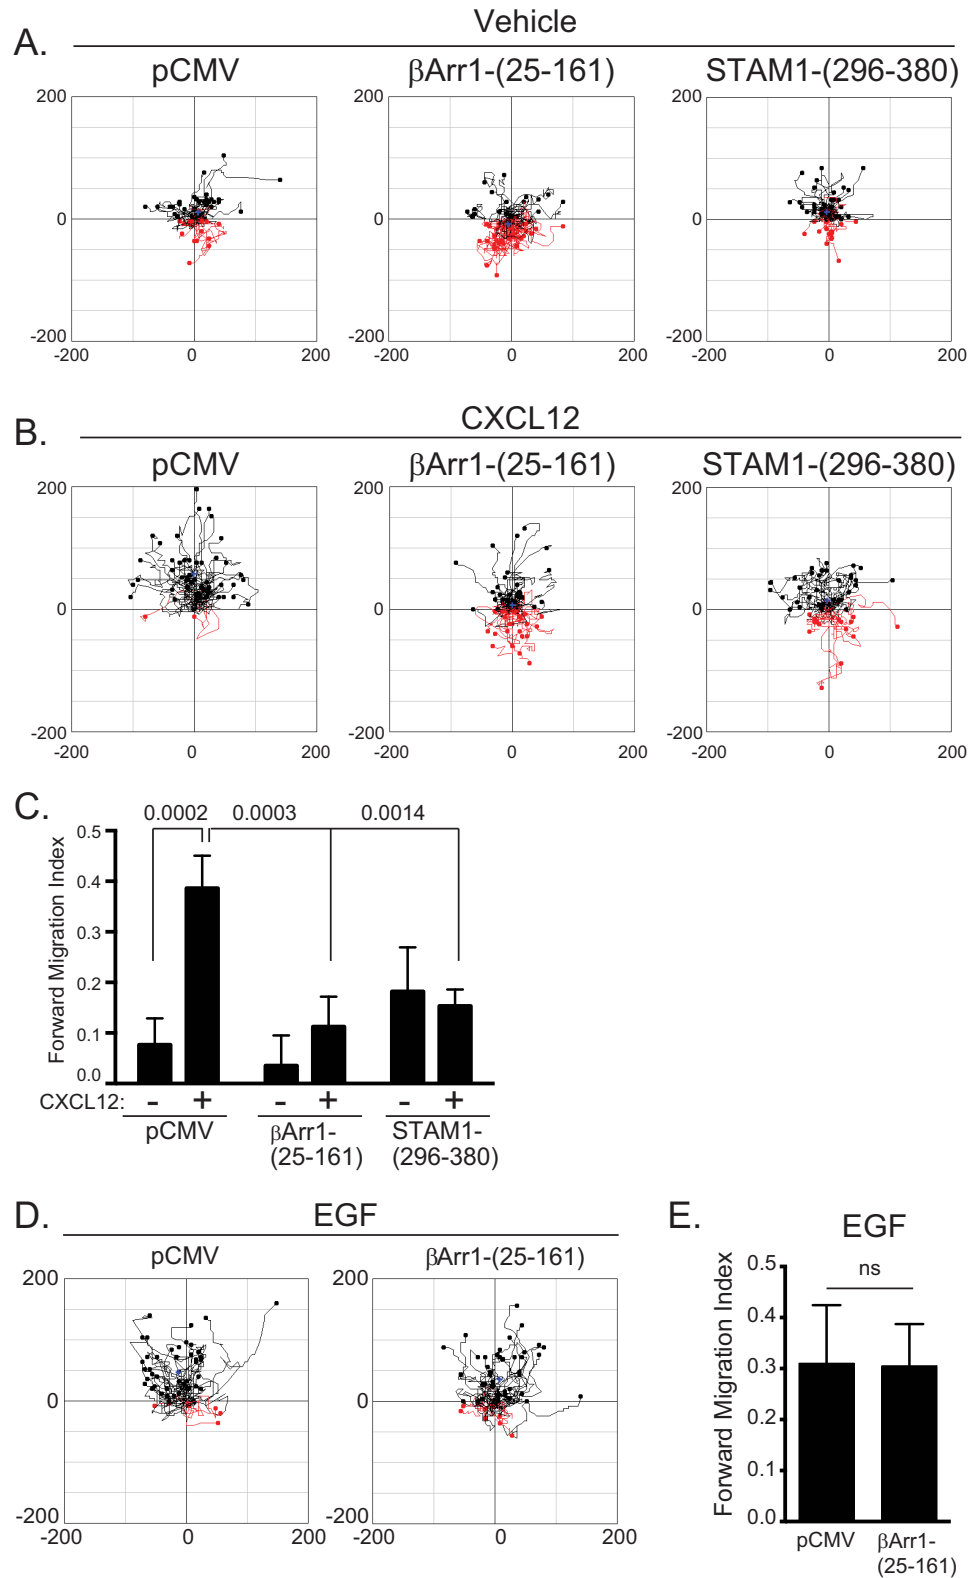 A.
Vehicle
pCMV
βArr1-(25-161)
STAM1-(296-380)
200
200
200
0
0
0
-200
-200
-200
-200 0 200
-200 0 200
-200 0 200
B.
CXCL12
pCMV
βArr1-(25-161)
STAM1-(296-380)
200
200
200
0
0
0
-200
-200
-200
-200 0 200
-200 0 200
-200 0 200
C.
0.0002
0.0003
0.0014
Forward Migration Index
0.5
0.4
0.3
0.2
0.1
0.0
CXCL12: - + - + - +
pCMV
βArr1-
(25-161)
STAM1-
(296-380)
D.
EGF
pCMV
βArr1-(25-161)
200
200
0
0
-200
-200
-200 0 200
-200 0 200
E.
EGF
ns
Forward Migration Index
0.5
0.4
0.3
0.2
0.1
0.0
pCMV
βArr1-
(25-161)